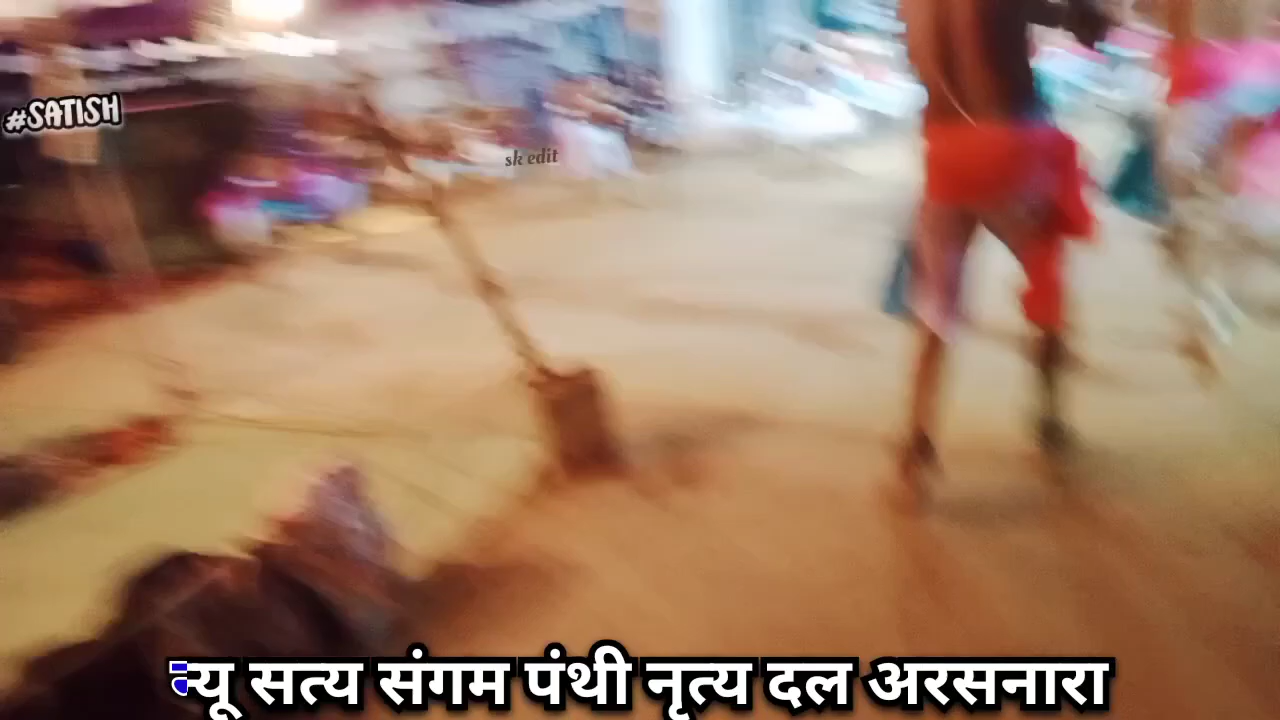 #SATISH
sk edit
न्यू सत्य संगम पंथी नृत्य दल अरसनारा